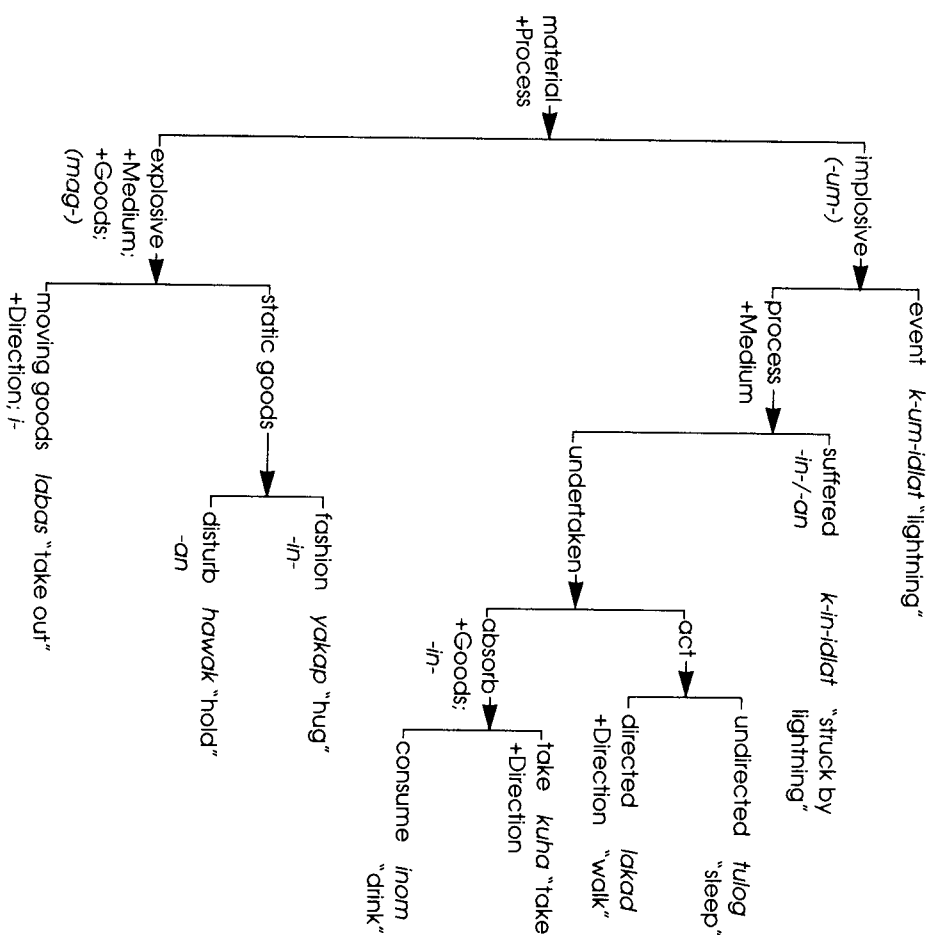 material
+Process
implosive
(-um-)
event k-um-idlat "lightning"
process
+Medium
suffered k-in-idlat "struck by
-in-/-an lightning"
undertaken
act
undirected tulog
"sleep"
directed lakad
+Direction "walk"
absorb
+Goods;
-in-
take kuha "take
+Direction
consume inom
"drink"
explosive
+Medium;
+Goods;
(mag-)
static goods
fashion yakap "hug"
-in-
disturb hawak "hold"
-an
moving goods labas "take out"
+Direction; i-